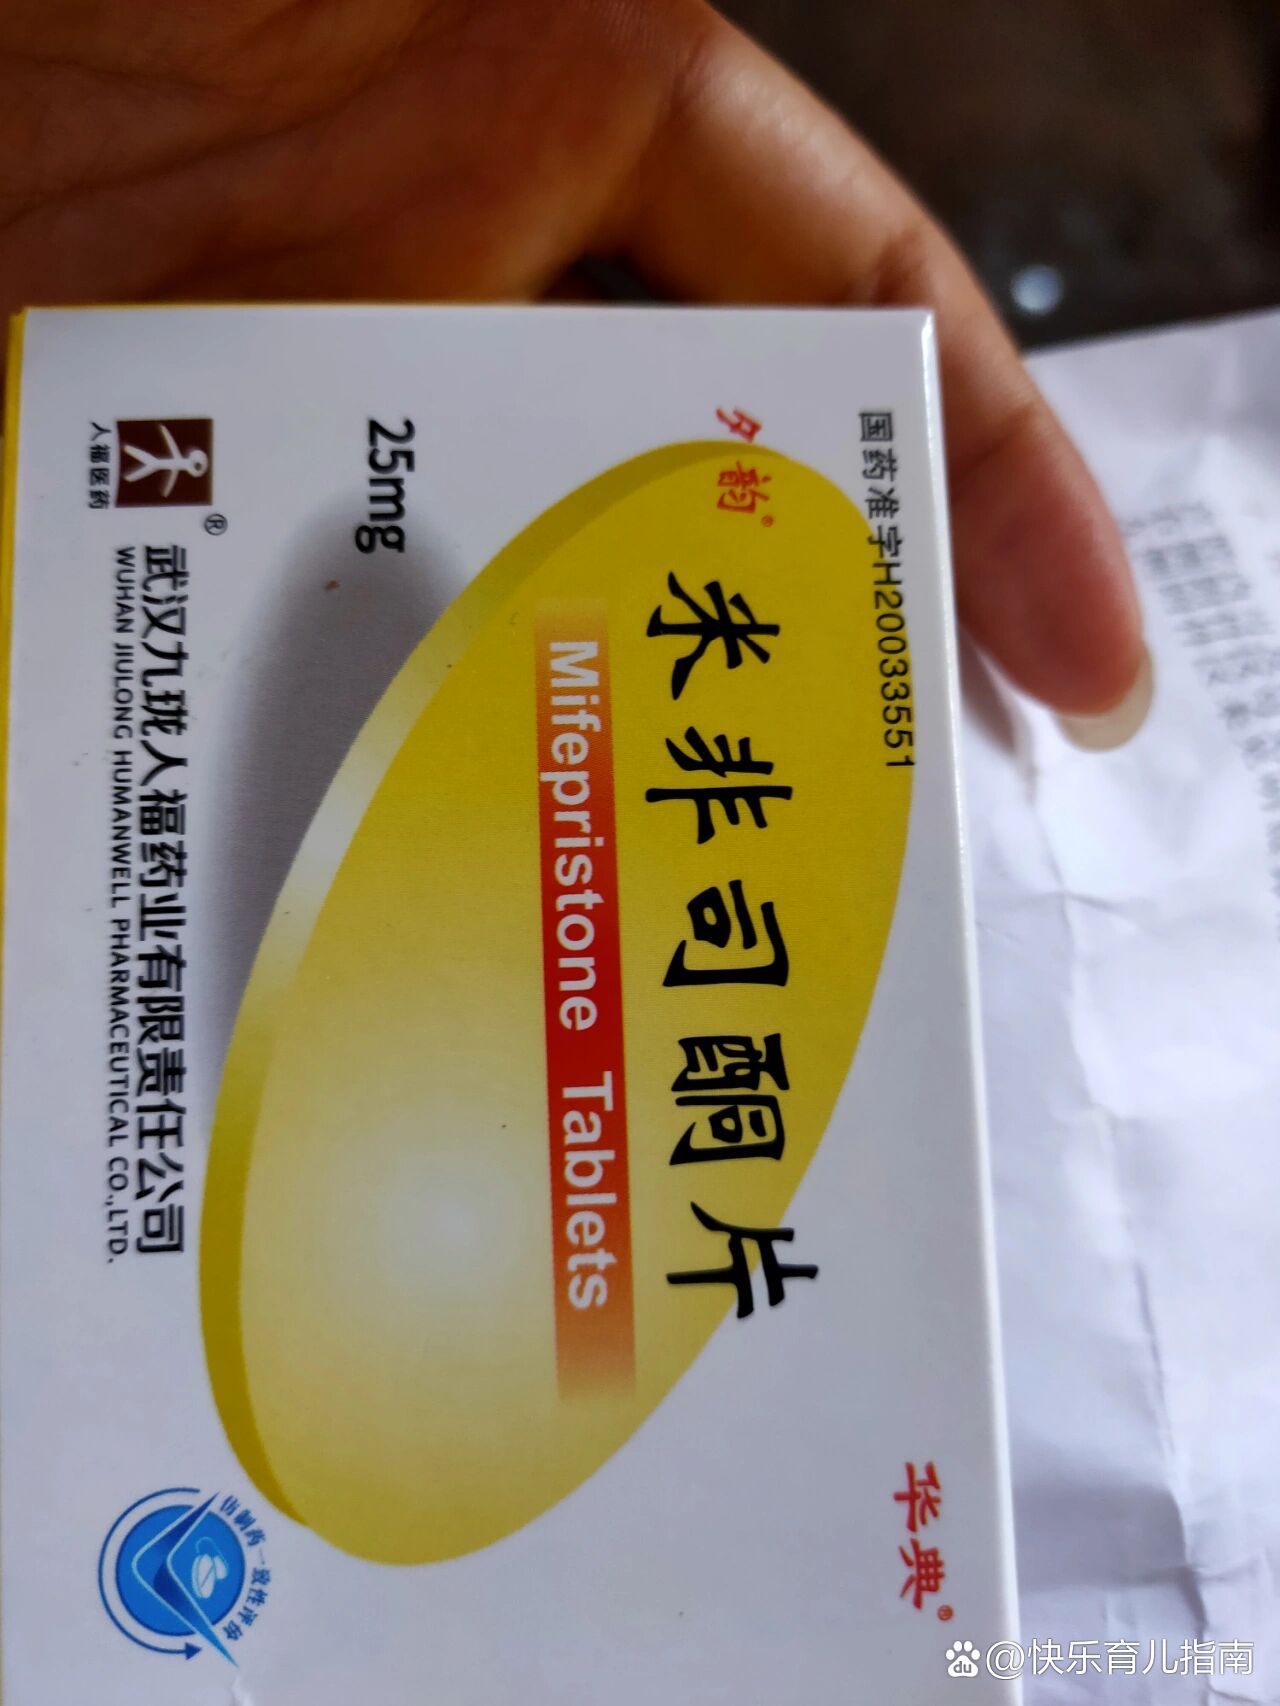 国药准字H20033551
华典®
夕韵®
米非司酮片
Mifepristone Tablets
25mg
人福医药
®
武汉九珑人福药业有限责任公司
WUHAN JIULONG HUMANWELL PHARMACEUTICAL CO.,LTD.
仿制药一致性评价
du @快乐育儿指南